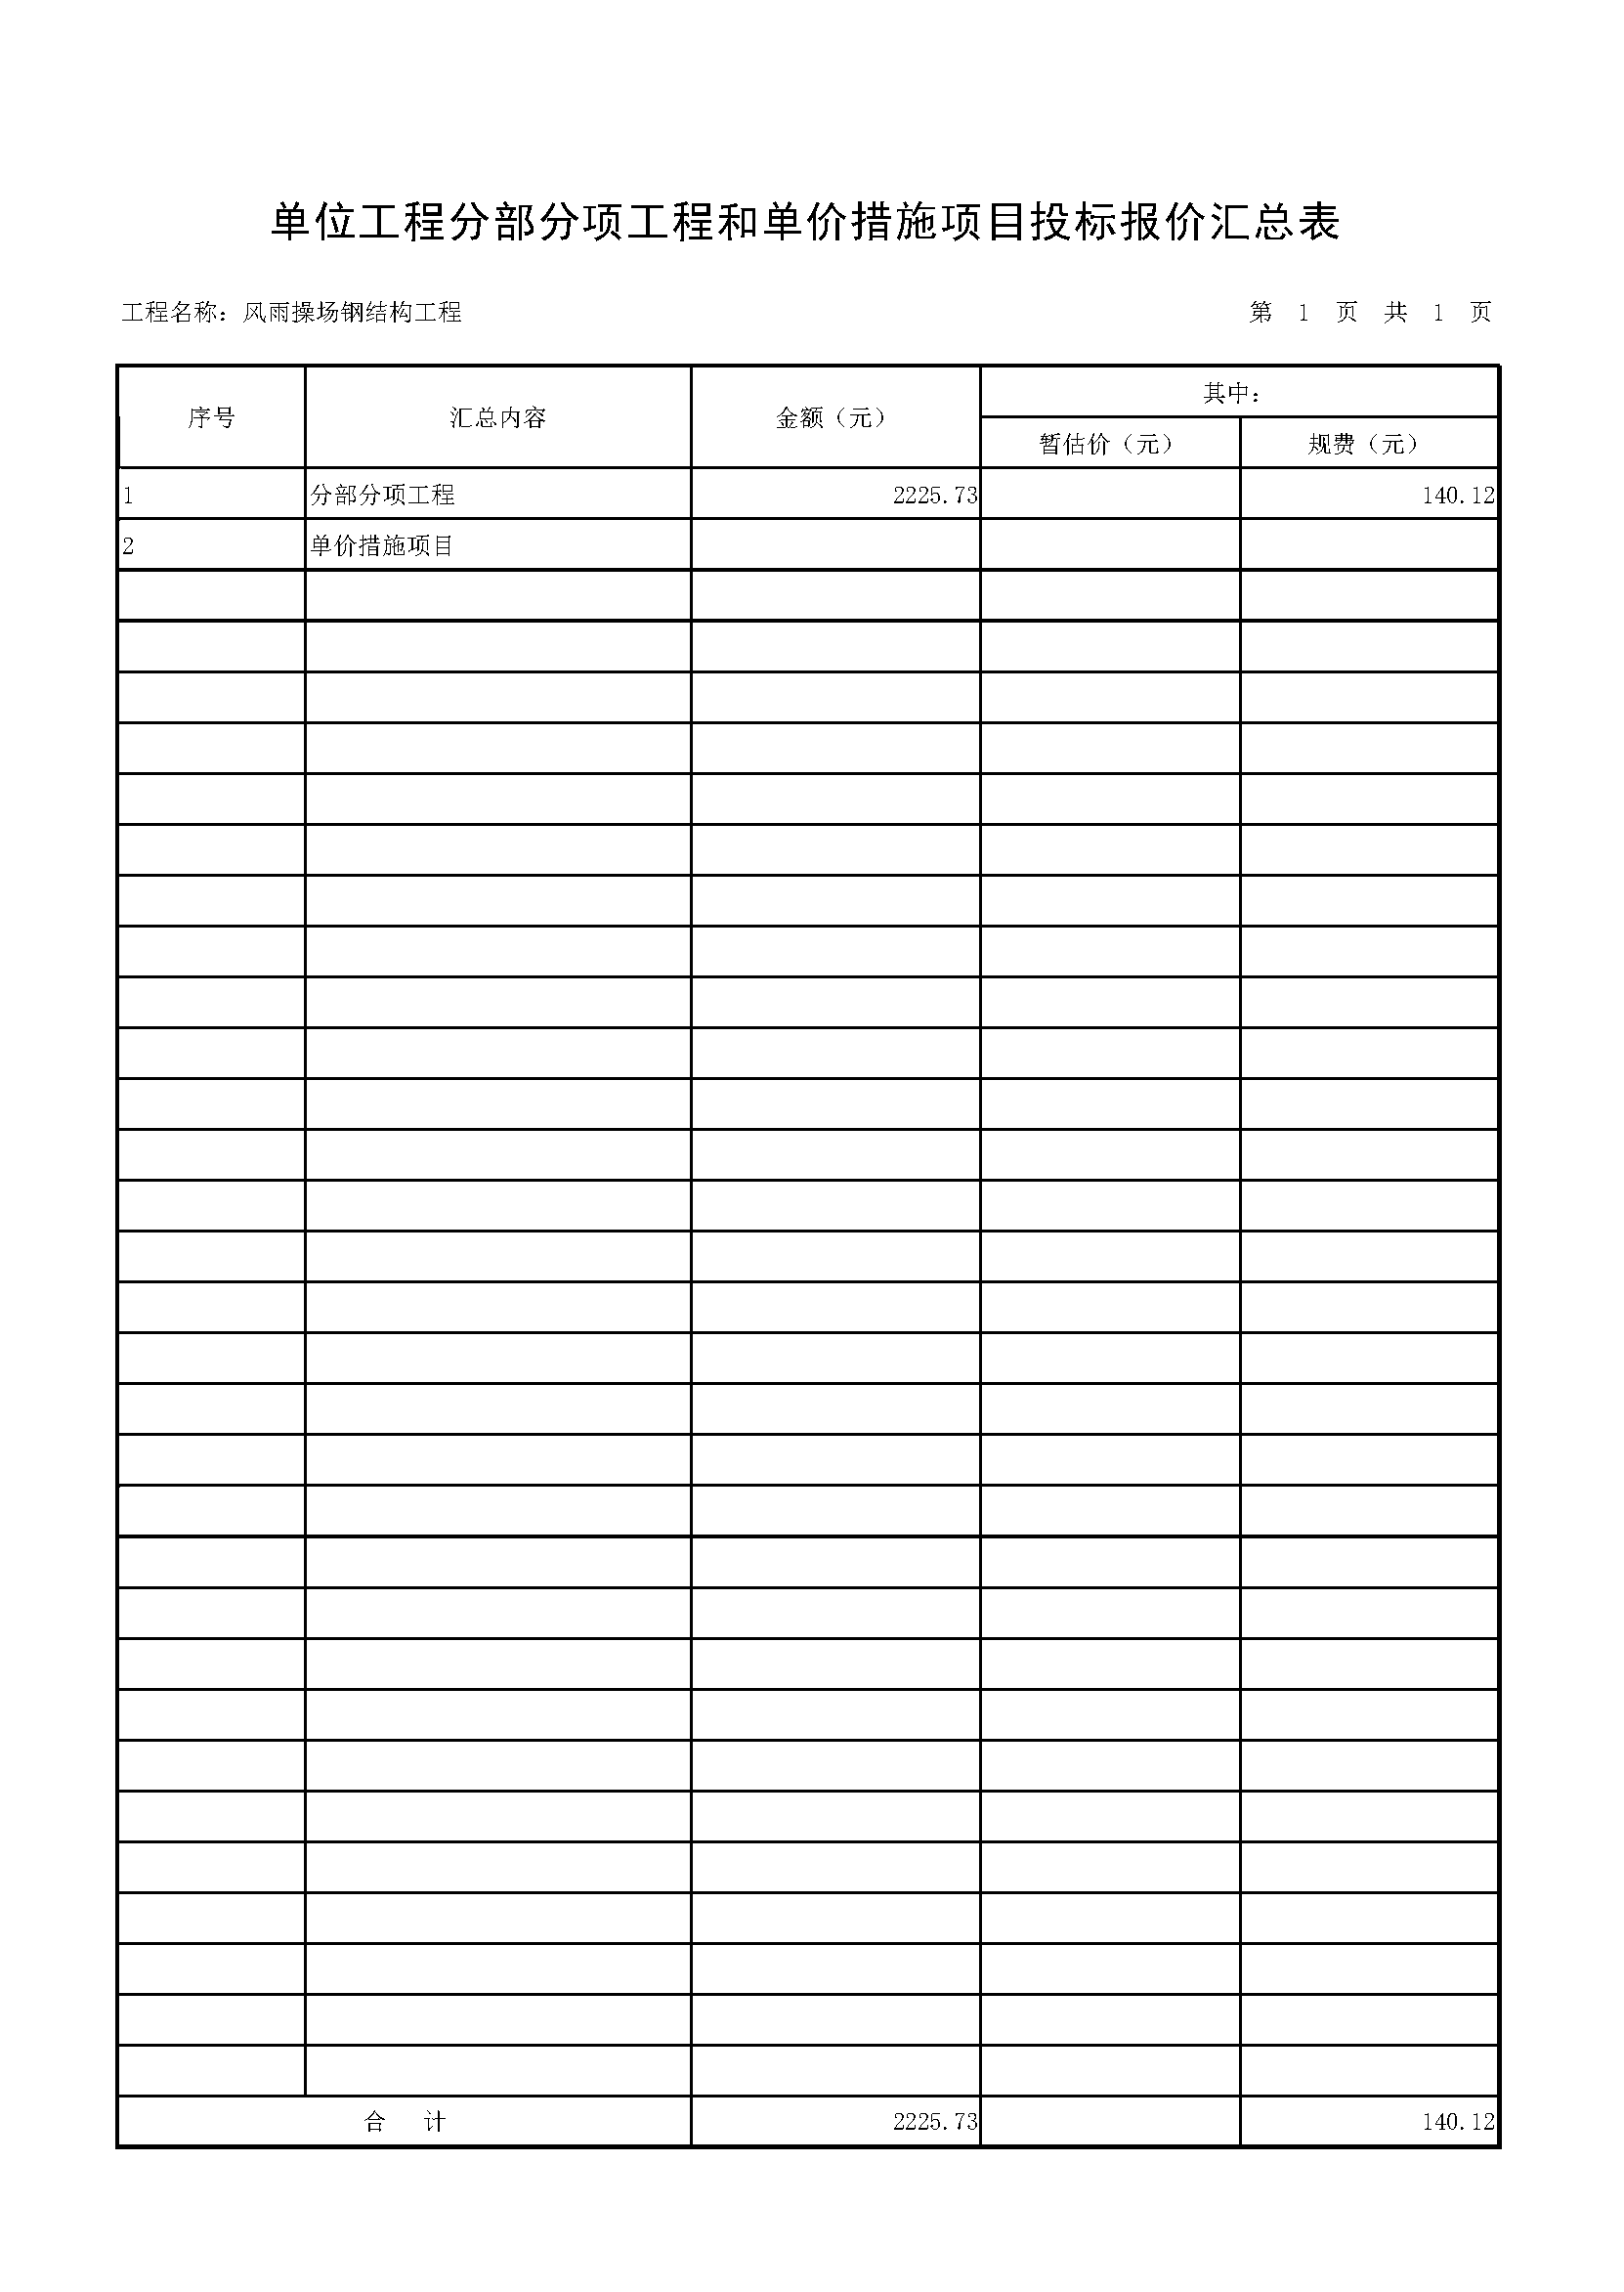 单位工程分部分项工程和单价措施项目投标报价汇总表
工程名称：风雨操场钢结构工程 第 1 页 共 1 页
序号 汇总内容 金额（元） 其中：
暂估价（元） 规费（元）
1 分部分项工程 2225.73 140.12
2 单价措施项目
合 计 2225.73 140.12